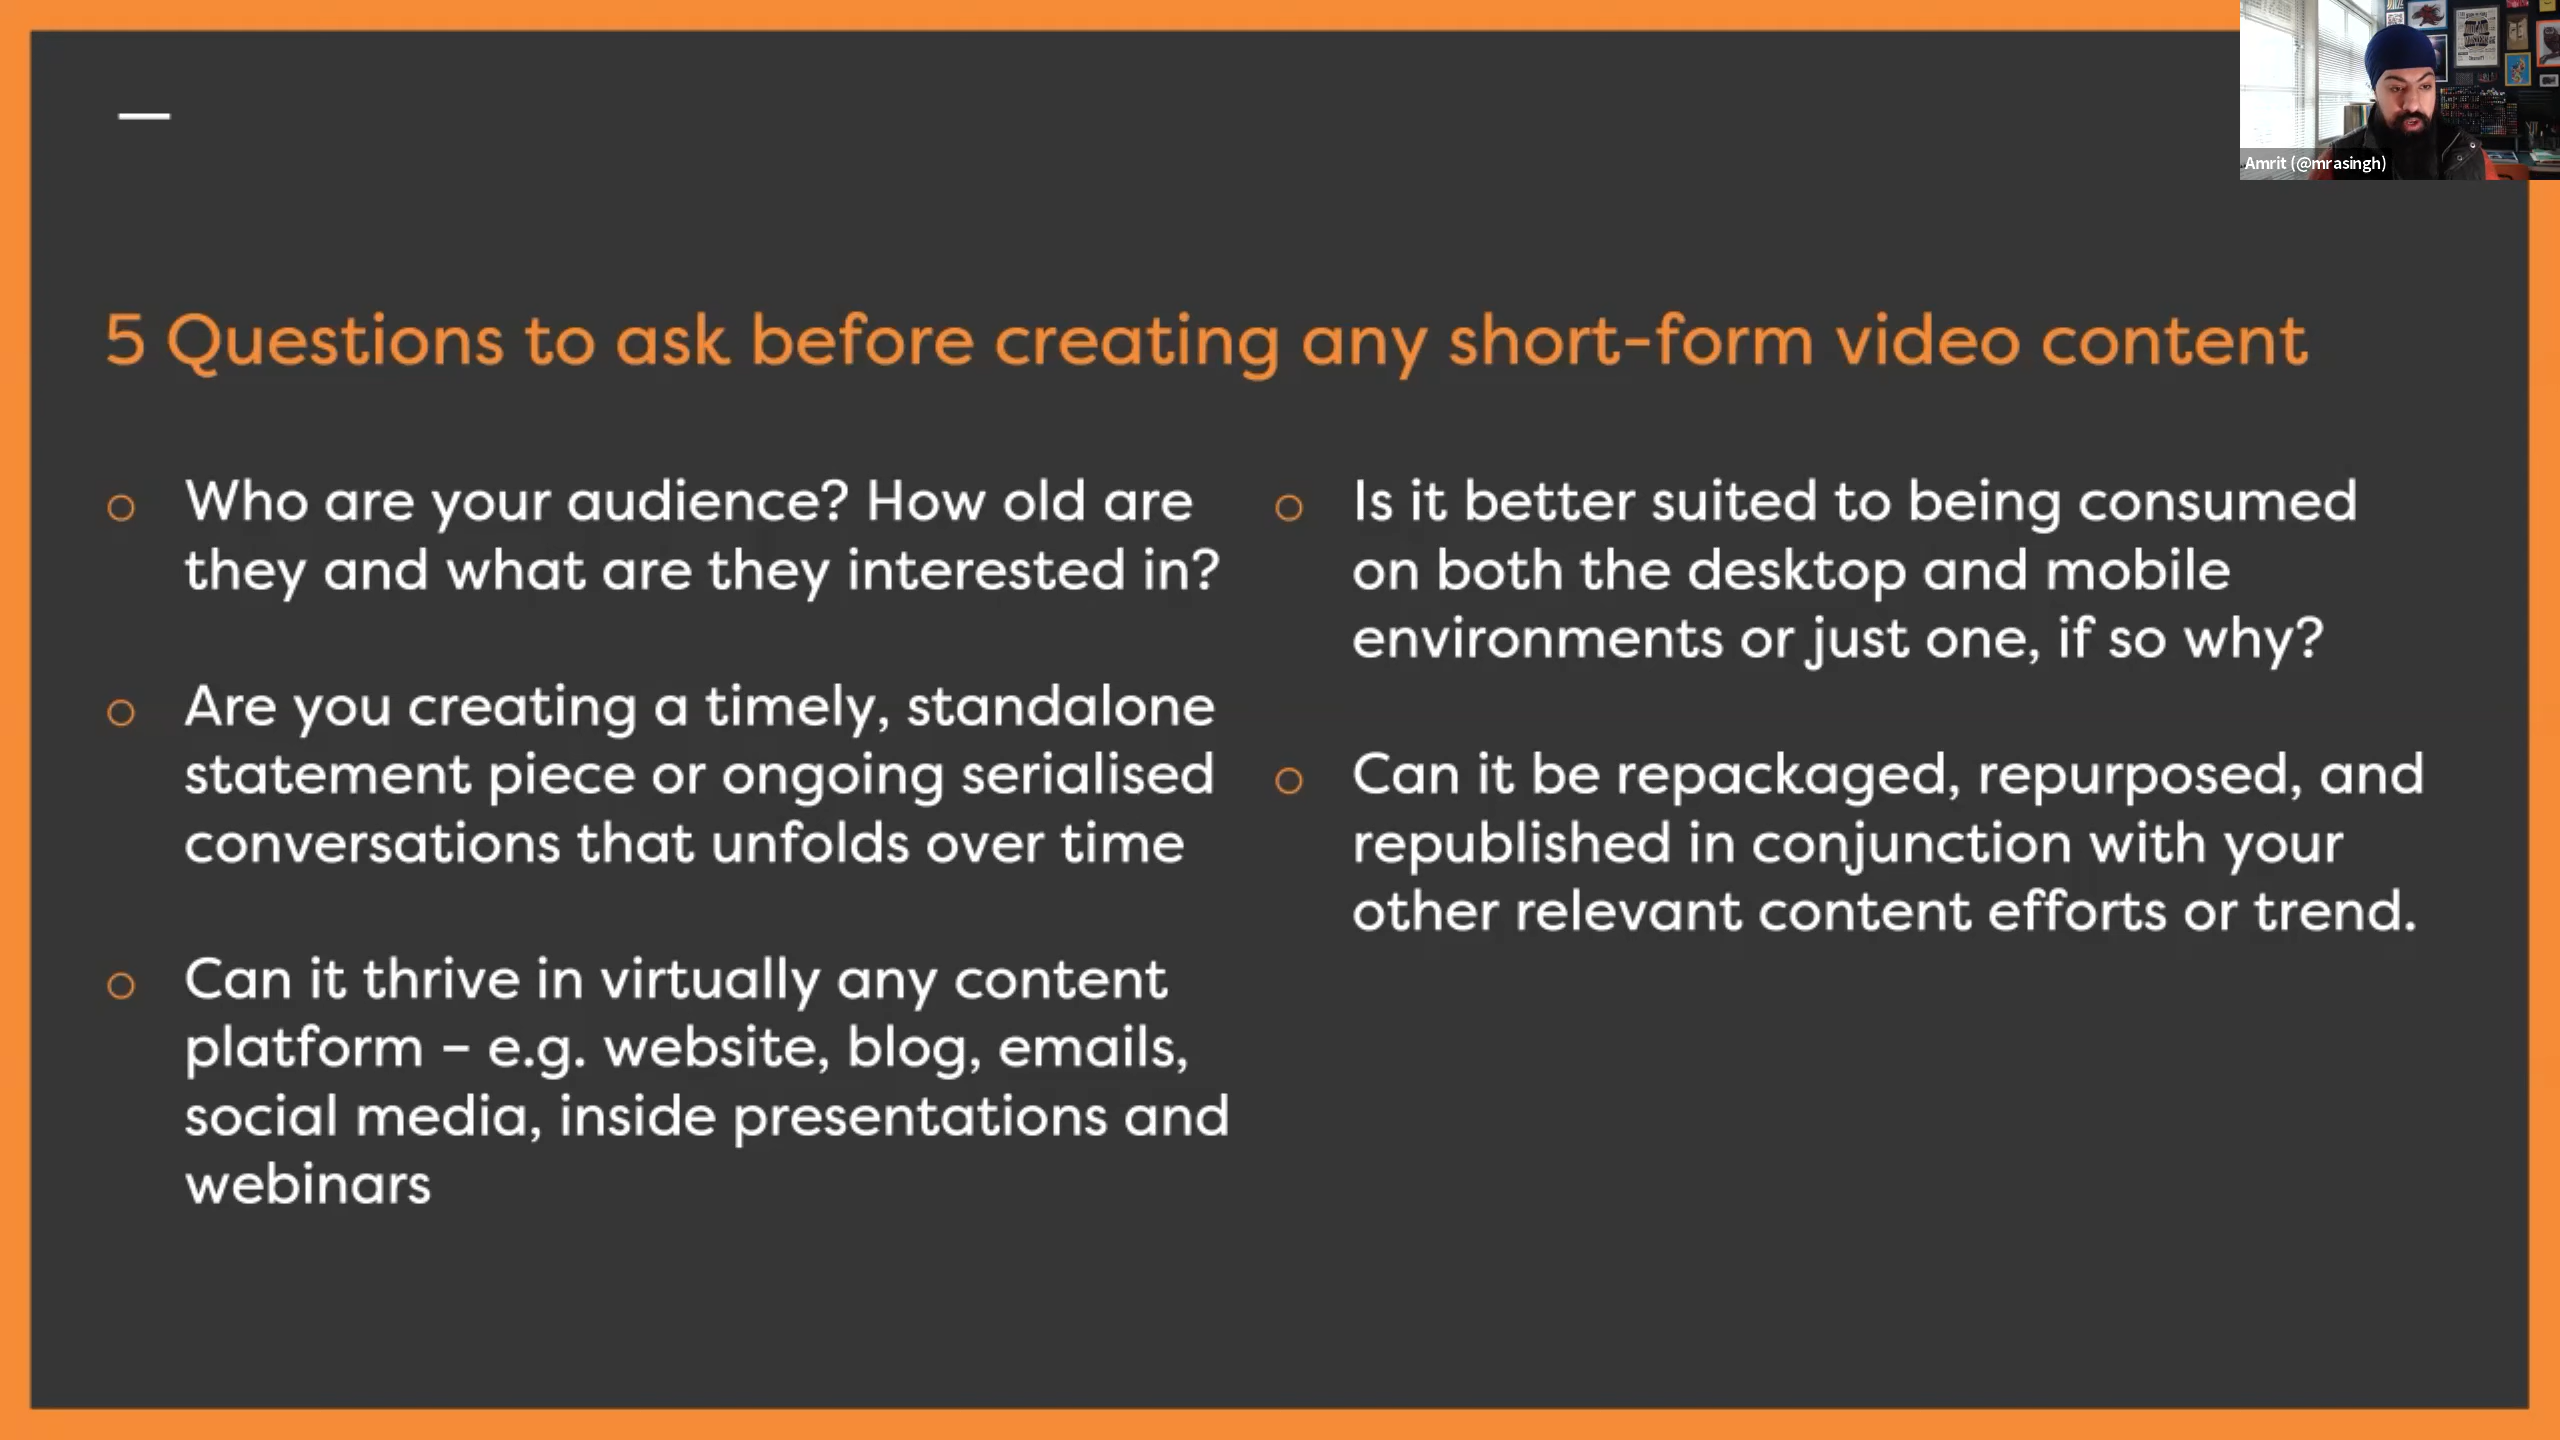 Amrit (@mrasingh)
5 Questions to ask before creating any short-form video content
Who are your audience? How old are
they and what are they interested in?
Are you creating a timely, standalone
statement piece or ongoing serialised
conversations that unfolds over time
Can it thrive in virtually any content
platform – e.g. website, blog, emails,
social media, inside presentations and
webinars
Is it better suited to being consumed
on both the desktop and mobile
environments or just one, if so why?
Can it be repackaged, repurposed, and
republished in conjunction with your
other relevant content efforts or trend.